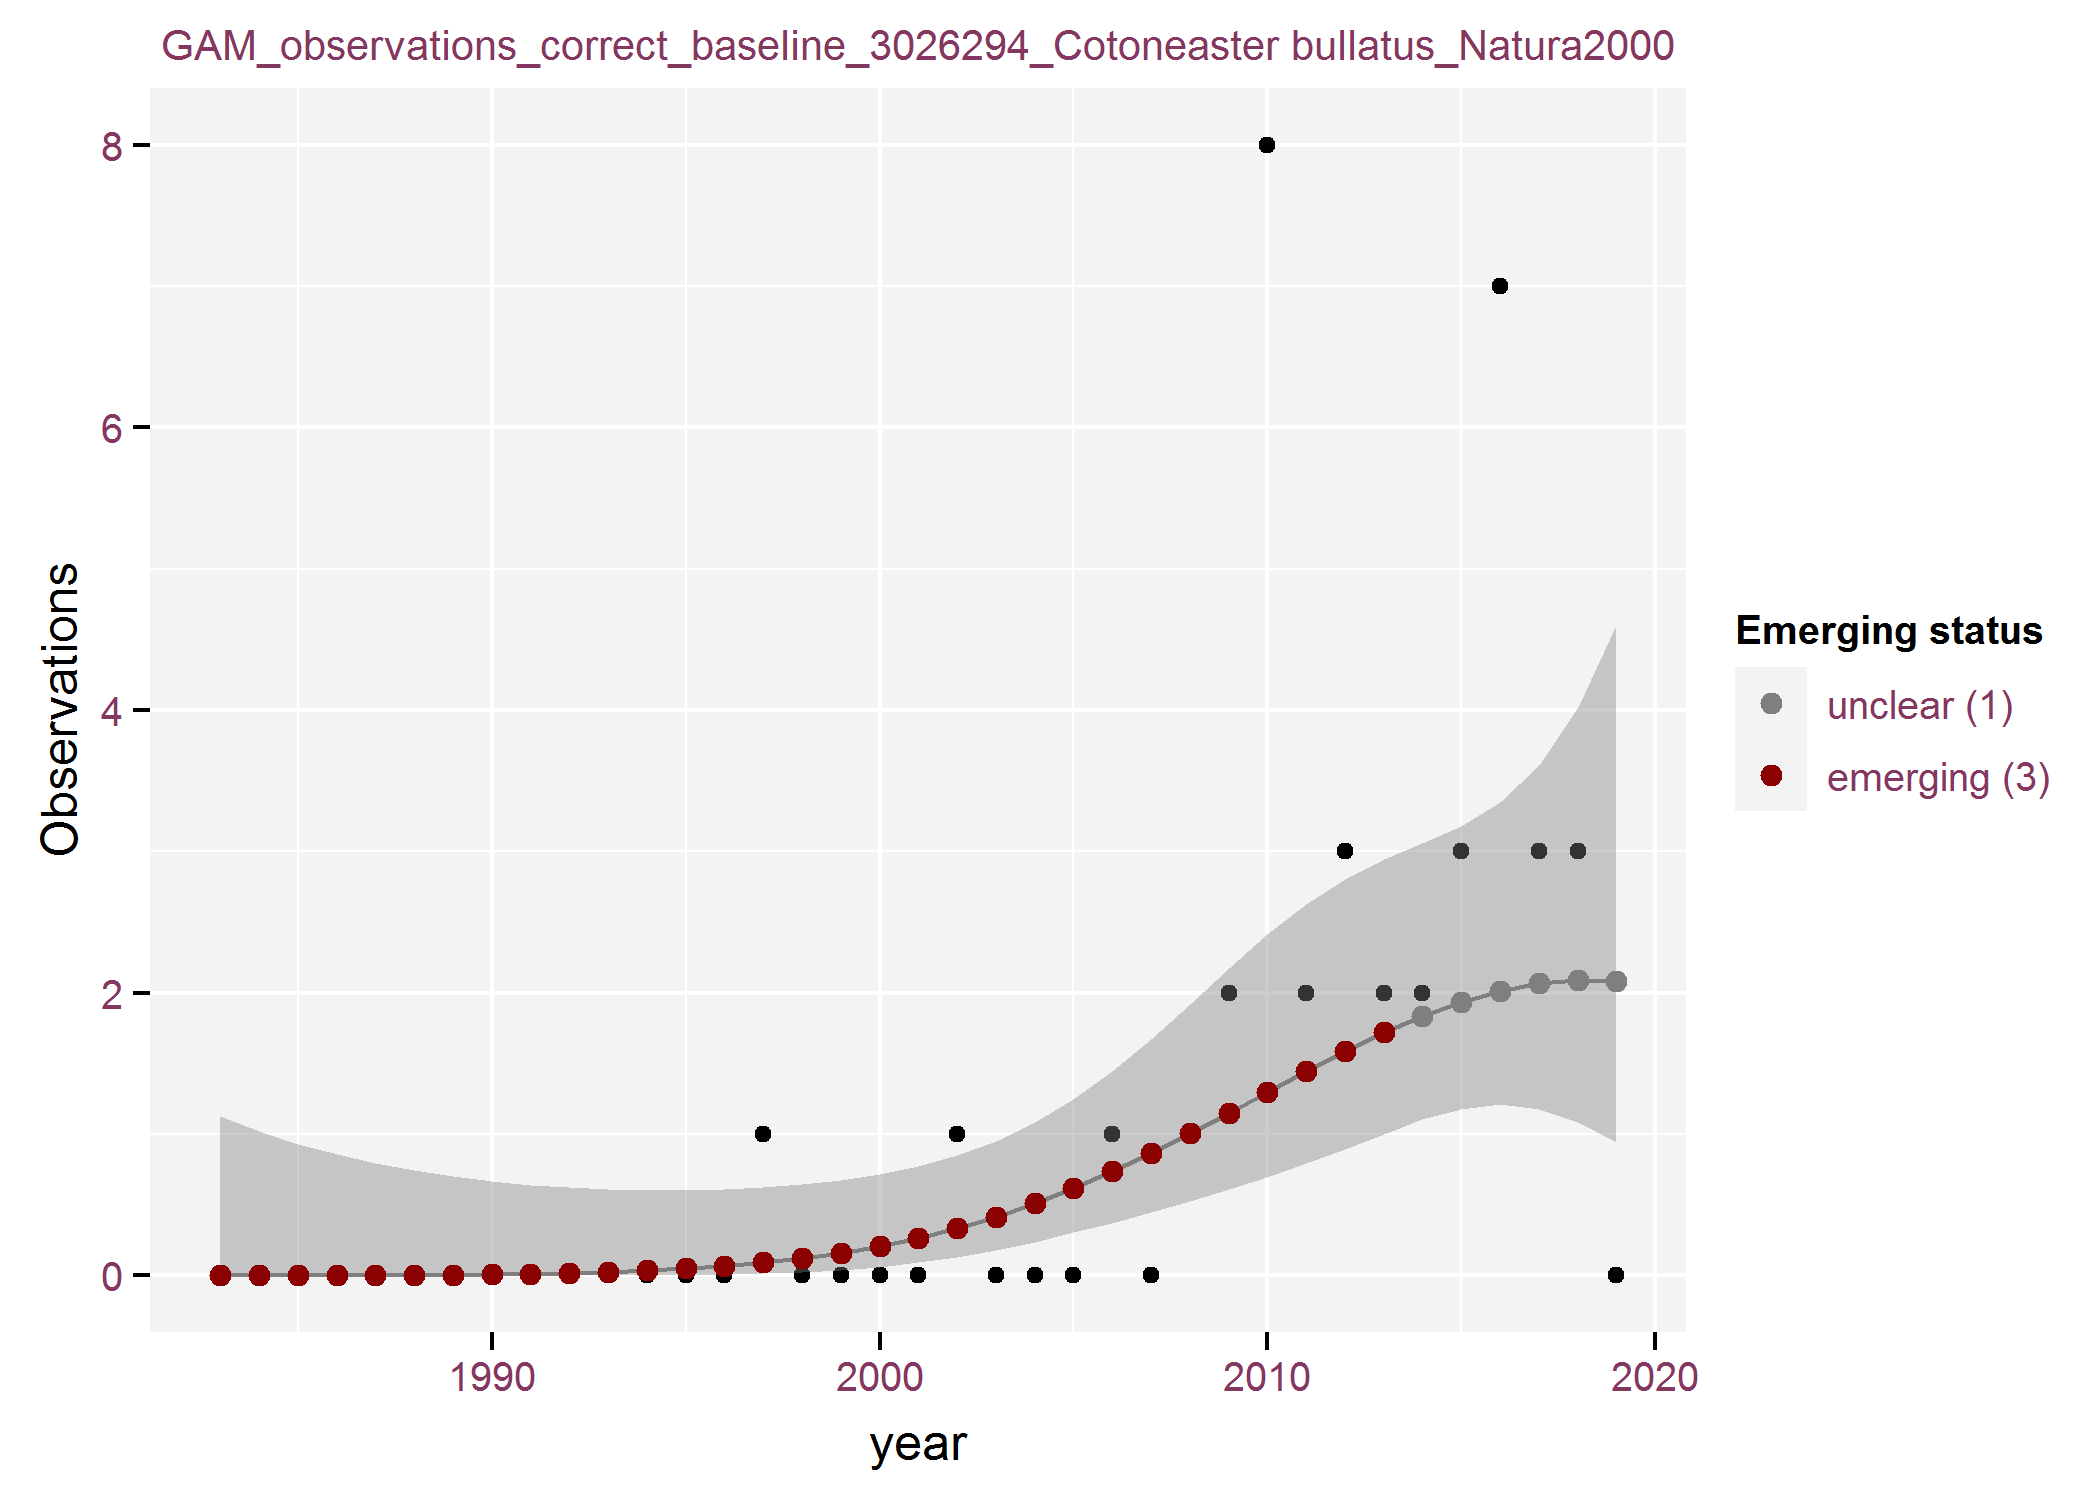 GAM_observations_correct_baseline_3026294_Cotoneaster bullatus_Natura2000
8
6
4
2
0
Observations
1990
2000
2010
2020
year
Emerging status
unclear (1)
emerging (3)